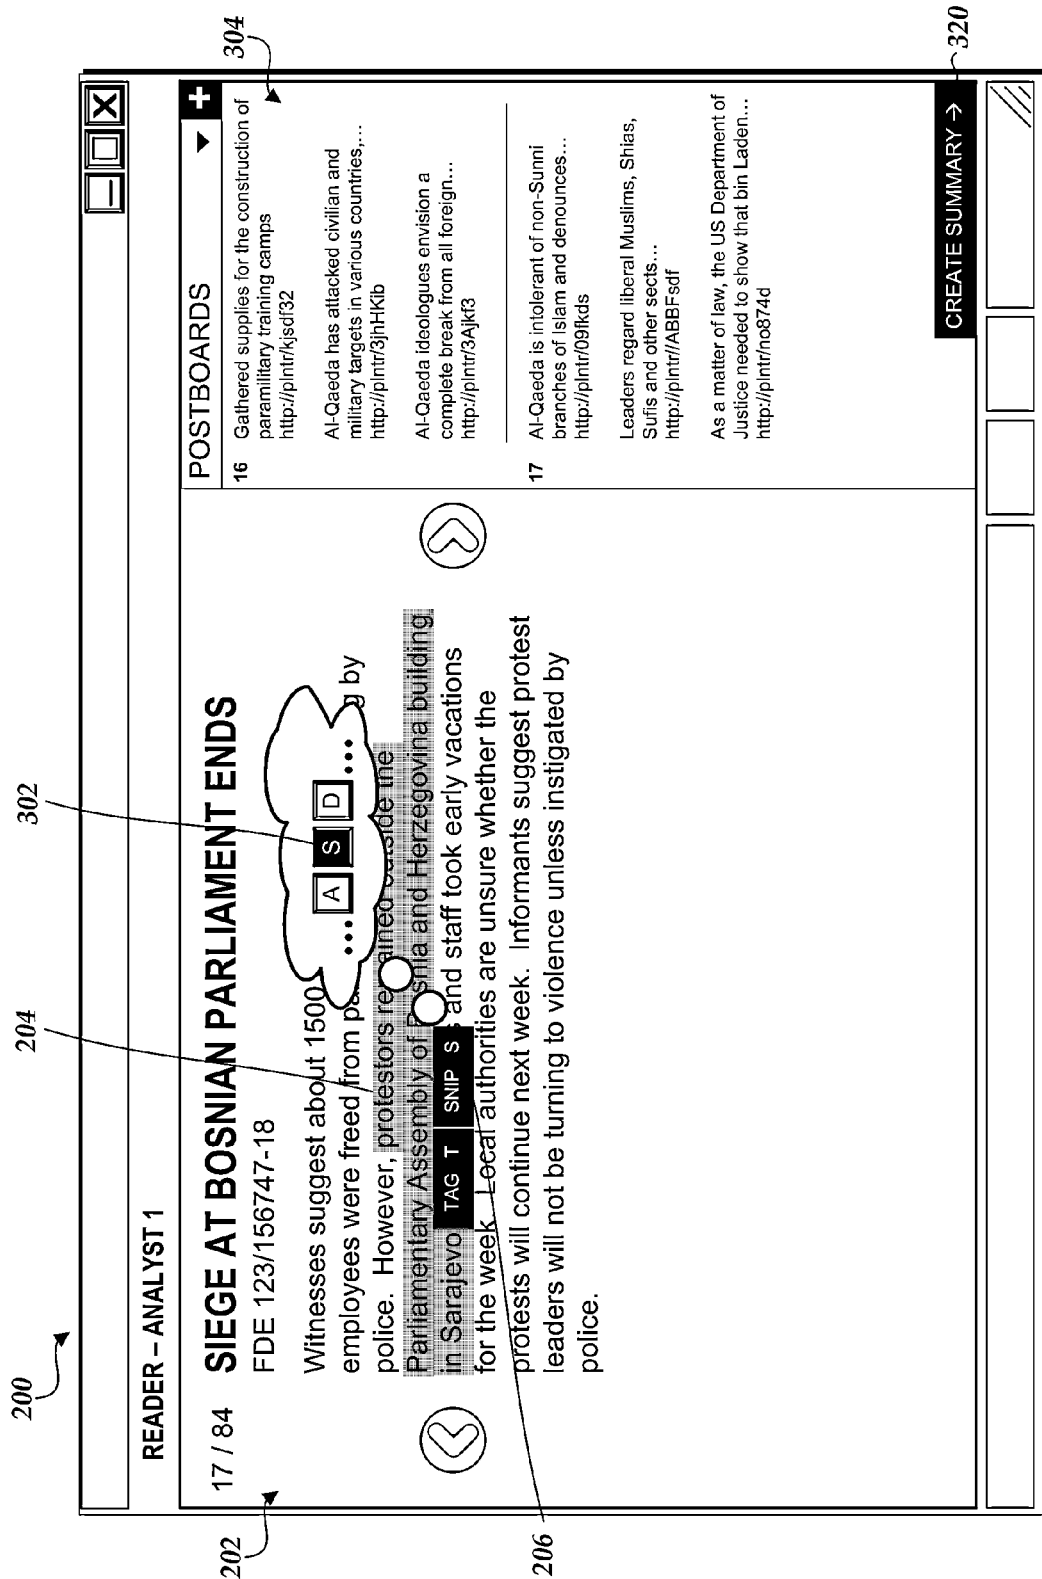 200
READER – ANALYST 1
202
17 / 84
SIEGE AT BOSNIAN PARLIAMENT ENDS
FDE 123/156747-18
204
302
Witnesses suggest about 1500
employees were freed from by
police. However, protestors outside the
Parliamentary Assembly of Bosnia and Herzegovina building
in Sarajevo and staff took early vacations
for the week. Local authorities are unsure whether the
protests will continue next week. Informants suggest protest
leaders will not be turning to violence unless instigated by
police.
•••• A S D ••••
TAG T SNIP S
206
POSTBOARDS
304
16 Gathered supplies for the construction of
paramilitary training camps
http://plntr/kjsdf32
Al-Qaeda has attacked civilian and
military targets in various countries,...
http://plntr/3jhHKib
Al-Qaeda ideologues envision a
complete break from all foreign...
http://plntr/3Ajkf3
17 Al-Qaeda is intolerant of non-Sunni
branches of Islam and denounces...
http://plntr/09fkds
Leaders regard liberal Muslims, Shias,
Sufis and other sects...
http://plntr//ABBFsdf
As a matter of law, the US Department of
Justice needed to show that bin Laden...
http://plntr/no874d
CREATE SUMMARY →
320